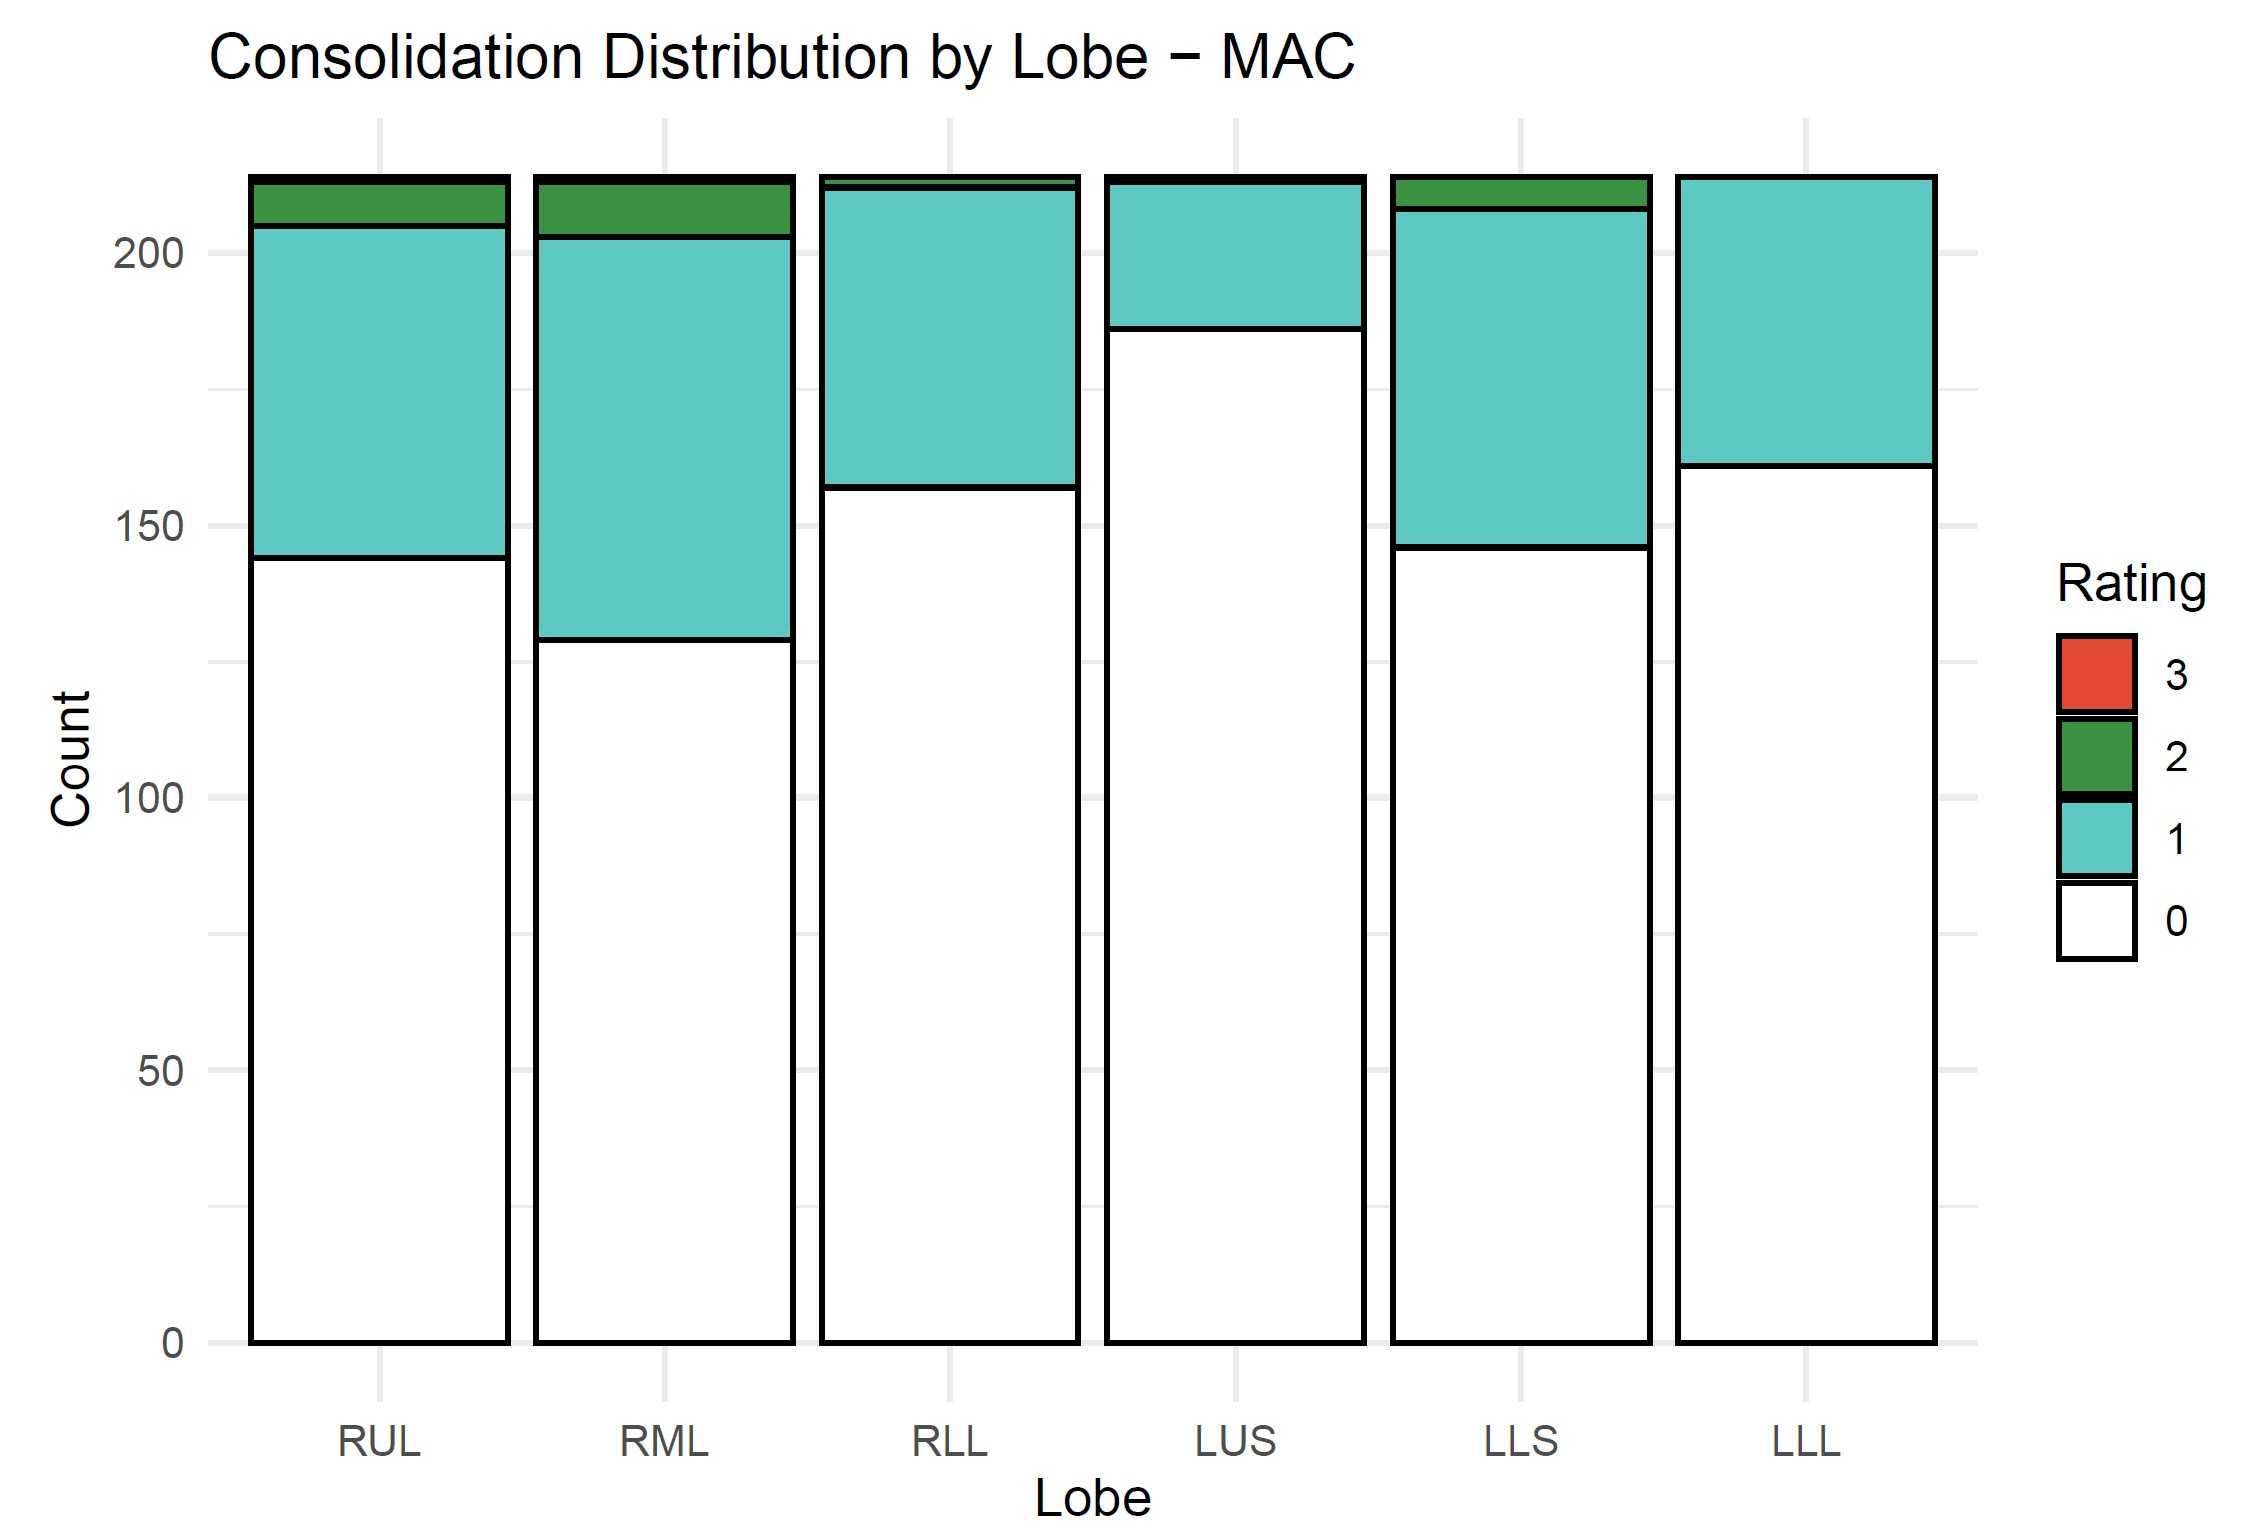 Consolidation Distribution by Lobe − MAC
200
150
100
50
0
Count
RUL RML RLL LUS LLS LLL
Lobe
Rating
3
2
1
0